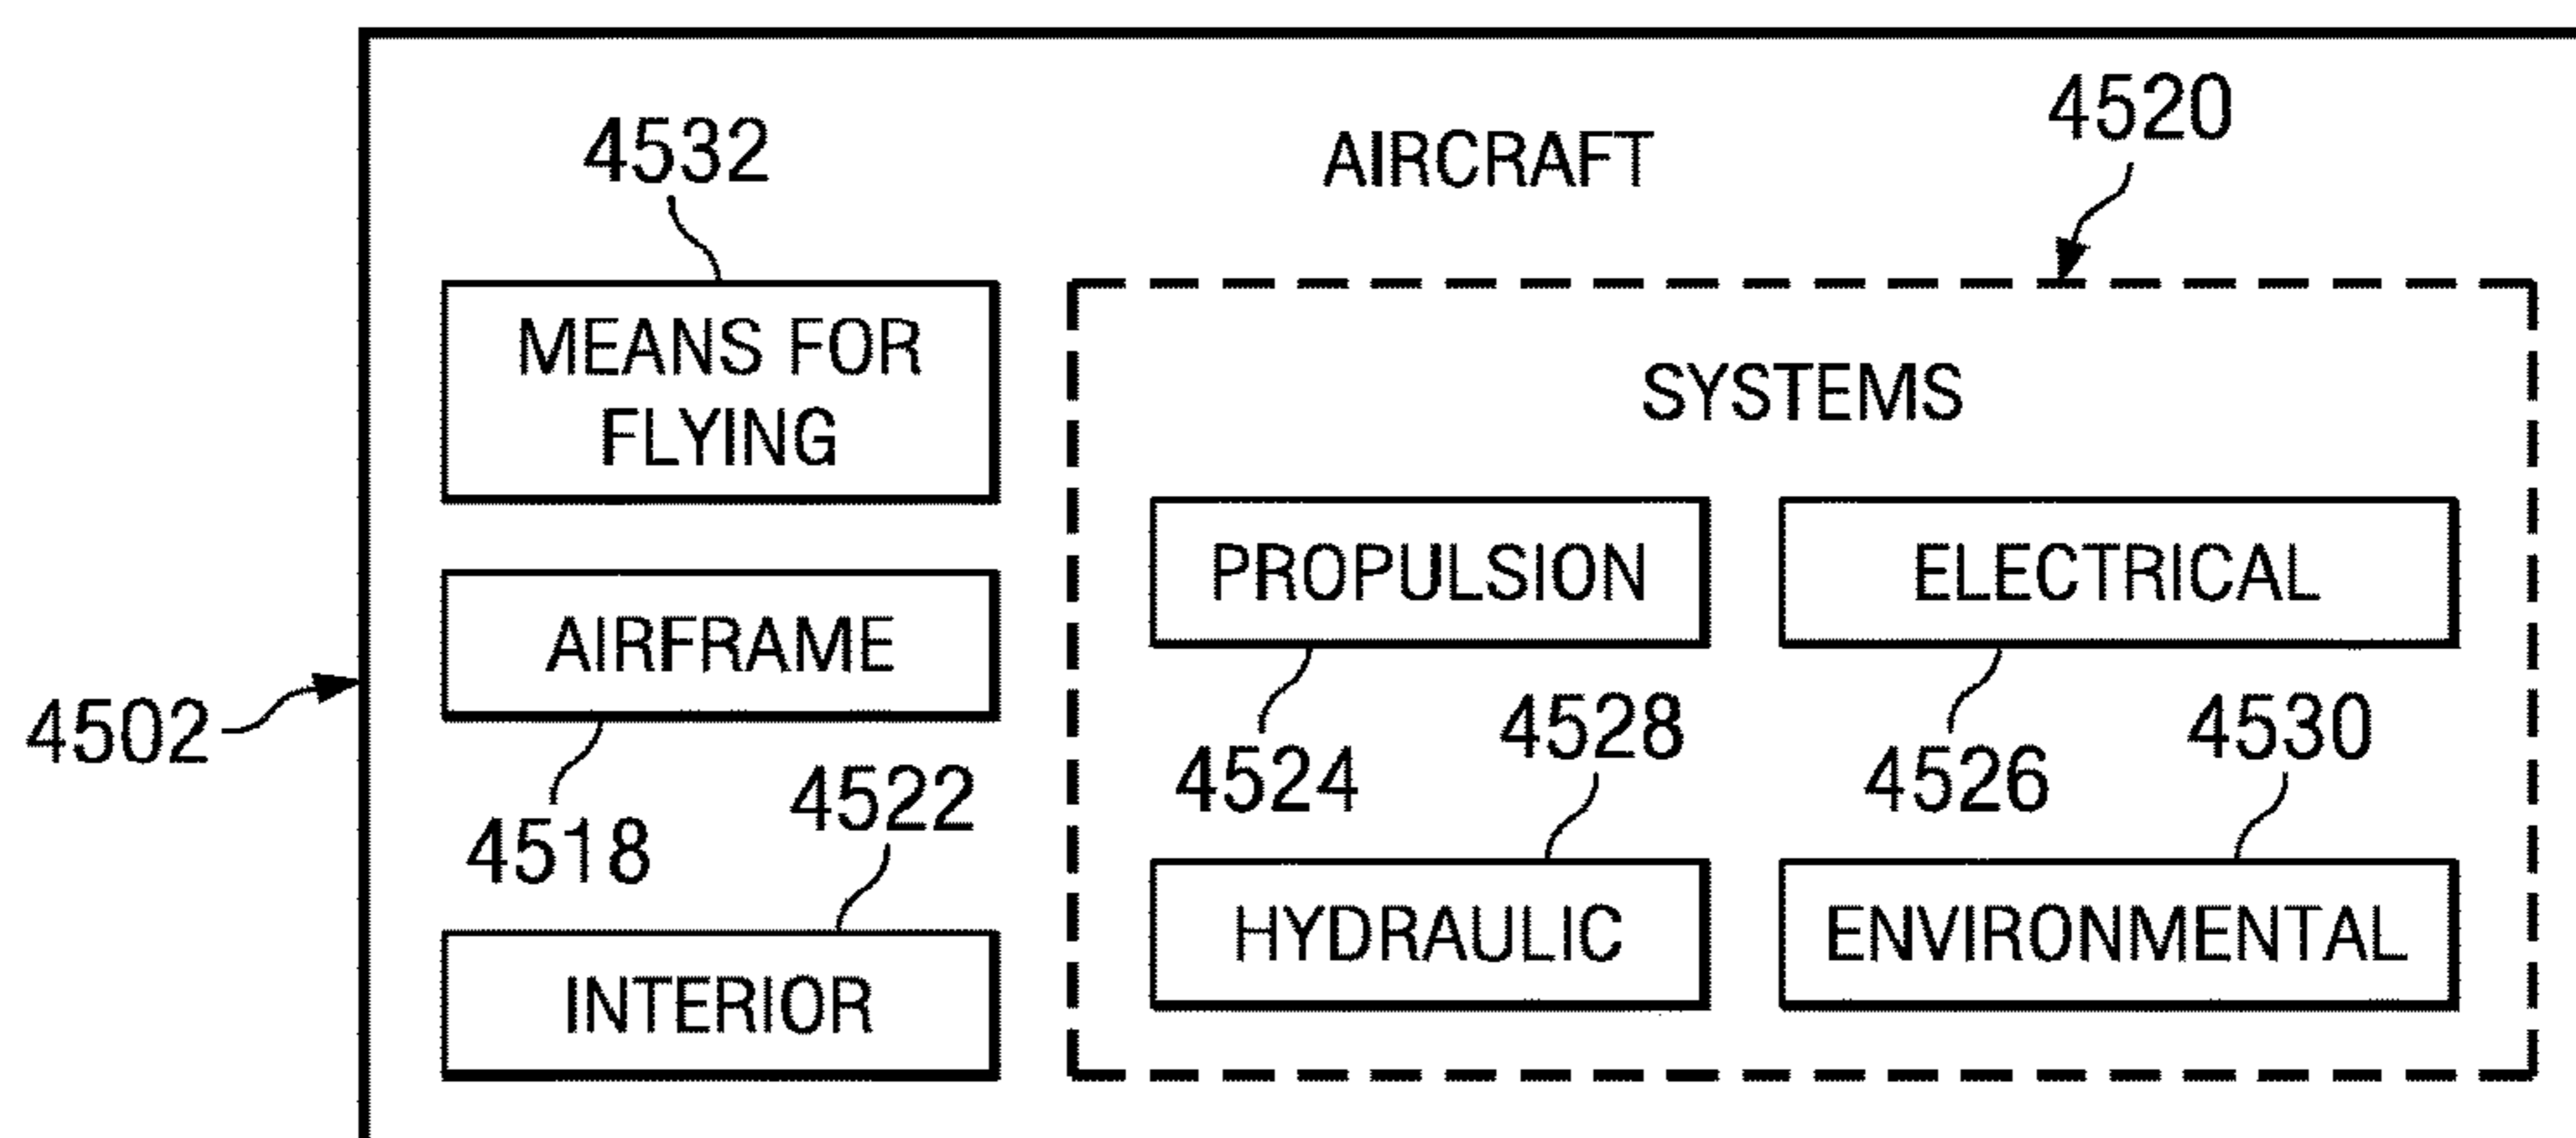 4520
AIRCRAFT
4532
MEANS FOR
FLYING
SYSTEMS
PROPULSION
ELECTRICAL
AIRFRAME
4502
4524
4528
4526
4530
4518
4522
HYDRAULIC
ENVIRONMENTAL
INTERIOR